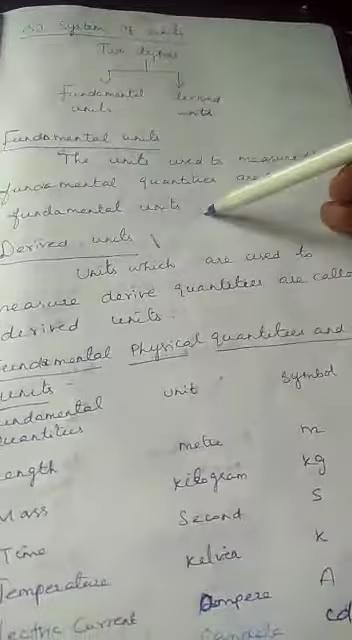 System of units
Two types
Fundamental derived
units units
Fundamental units
The units used to measure
fundamental quantities are
fundamental units
Derived units
Units which are used to
measure derive quantities are called
derived units.
Fundamental Physical quantities and
units -
Fundamental unit symbol
quantities
Length metre m
Mass kilogram kg
Time Second S
Temperature kelvin K
Electric Current Ampere A
Candela cd